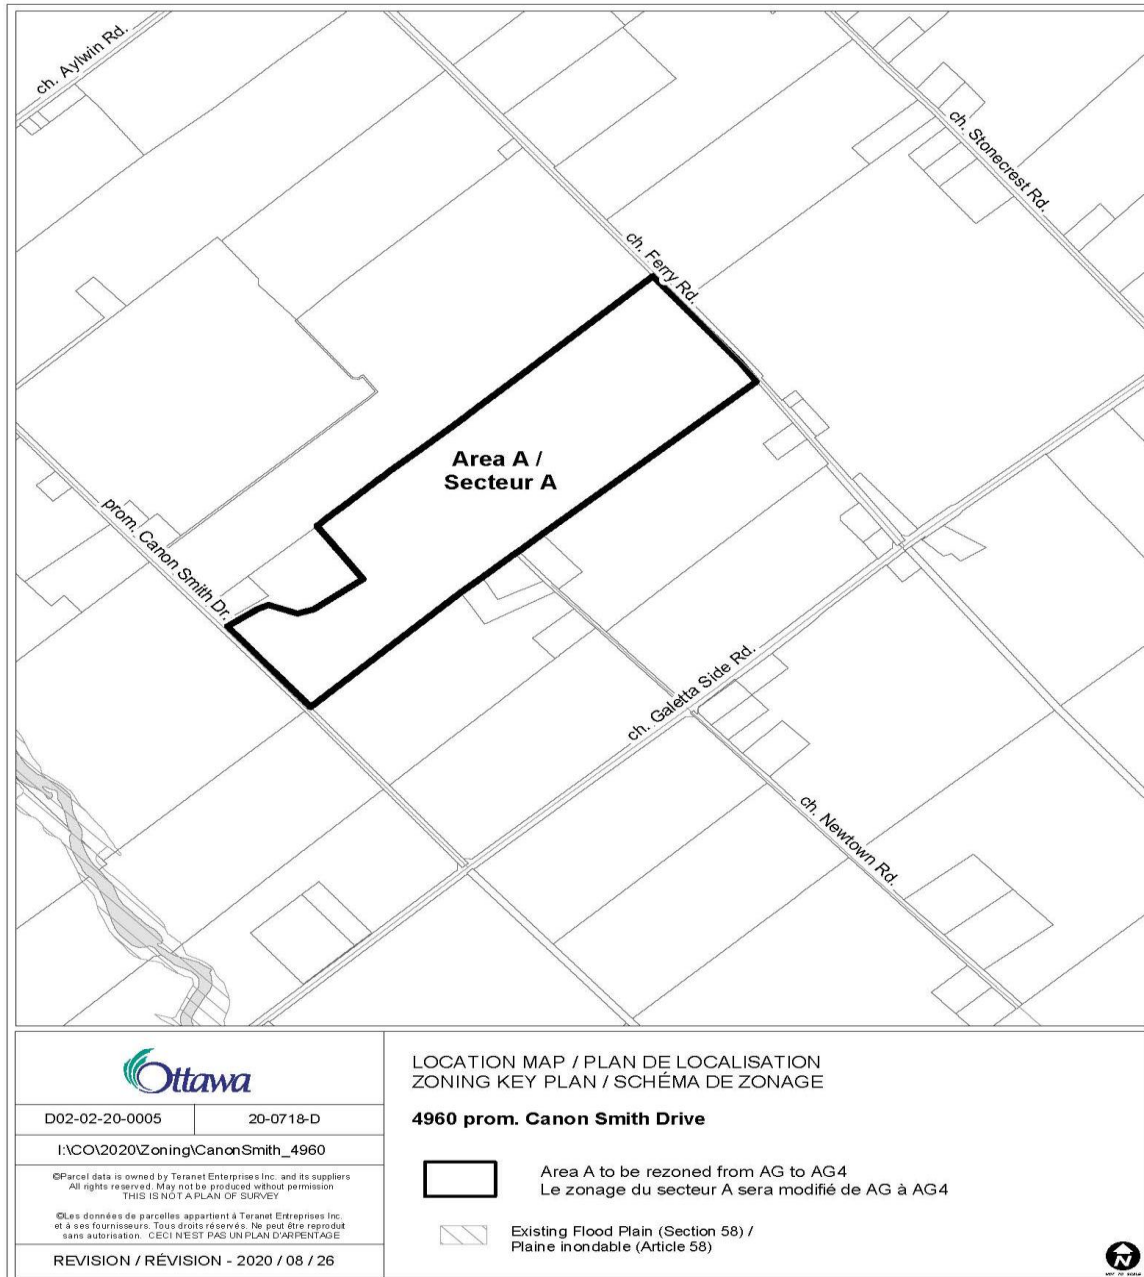 ch. Aylwin Rd.
ch. Stonecrest Rd.
ch. Ferry Rd.
Area A /
Secteur A
prom. Canon Smith Dr.
ch. Galetta Side Rd.
ch. Newtown Rd.
Ottawa
D02-02-20-0005
20-0718-D
I:\CO\2020\Zoning\CanonSmith_4960
©Parcel data is owned by Teranet Enterprises Inc. and its suppliers
All rights reserved. May not be produced without permission
THIS IS NOT A PLAN OF SURVEY
©Les données de parcelles appartient à Teranet Entreprises Inc.
et à ses fournisseurs. Tous droits réservés. Ne peut être reproduit
sans autorisation. CECI N'EST PAS UN PLAN D'ARPENTAGE
REVISION / RÉVISION - 2020 / 08 / 26
LOCATION MAP / PLAN DE LOCALISATION
ZONING KEY PLAN / SCHÉMA DE ZONAGE
4960 prom. Canon Smith Drive
Area A to be rezoned from AG to AG4
Le zonage du secteur A sera modifié de AG à AG4
Existing Flood Plain (Section 58) /
Plaine inondable (Article 58)
N
NOT TO SCALE